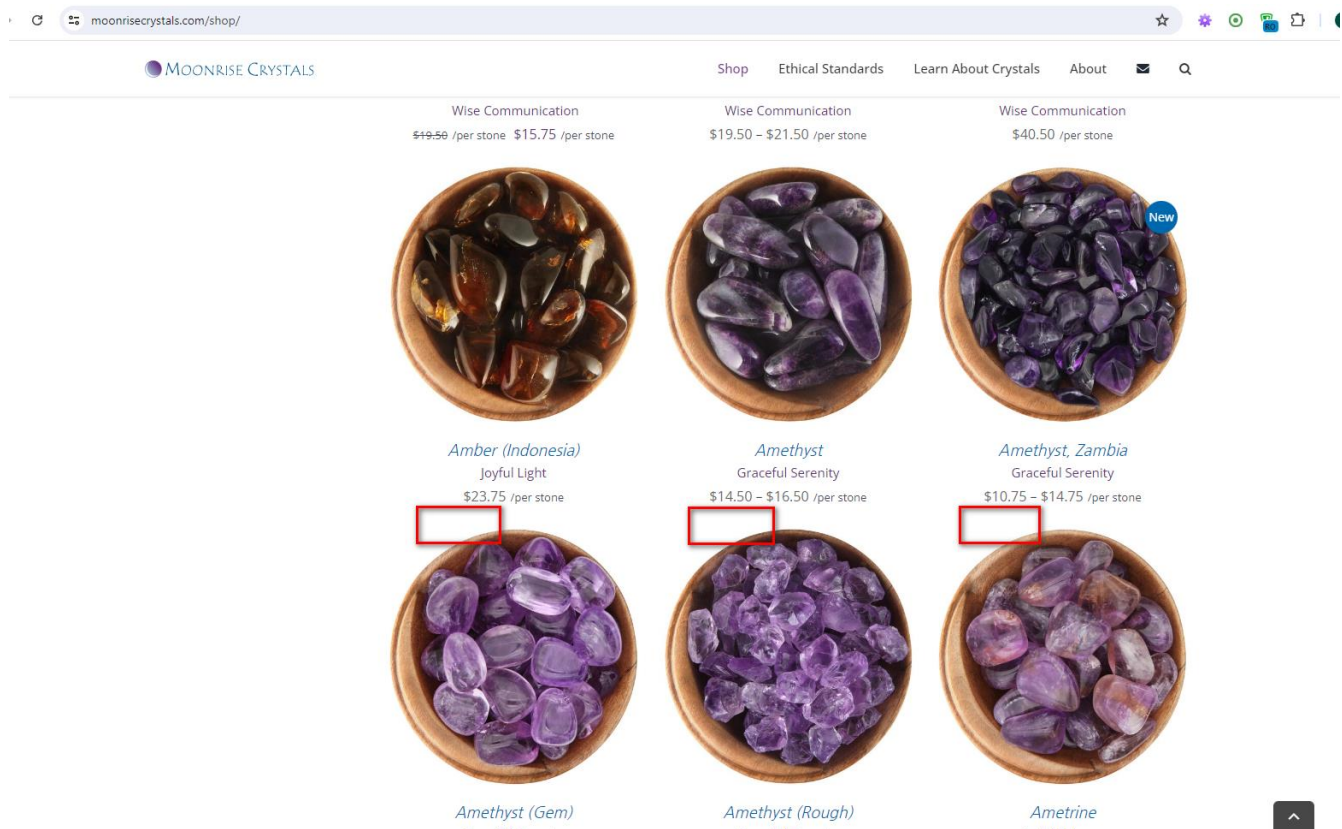 moonrisecrystals.com/shop/
RO
MOONRISE CRYSTALS
Shop Ethical Standards Learn About Crystals About
Wise Communication Wise Communication Wise Communication
$19.50 /per stone $15.75 /per stone $19.50 – $21.50 /per stone $40.50 /per stone
New
Amber (Indonesia) Amethyst Amethyst, Zambia
Joyful Light Graceful Serenity Graceful Serenity
$23.75 /per stone $14.50 – $16.50 /per stone $10.75 – $14.75 /per stone
Amethyst (Gem) Amethyst (Rough) Ametrine